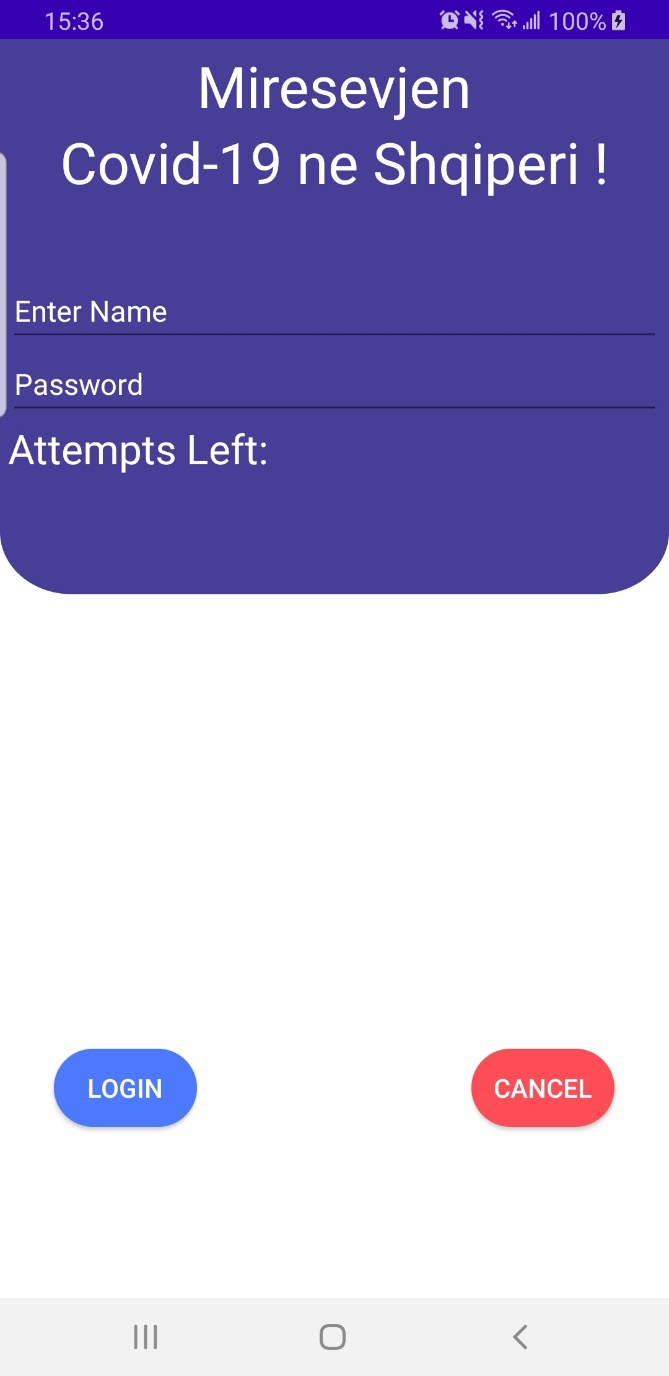 15:36
100%
Miresevjen
Covid-19 ne Shqiperi !
Enter Name
Password
Attempts Left:
LOGIN
CANCEL